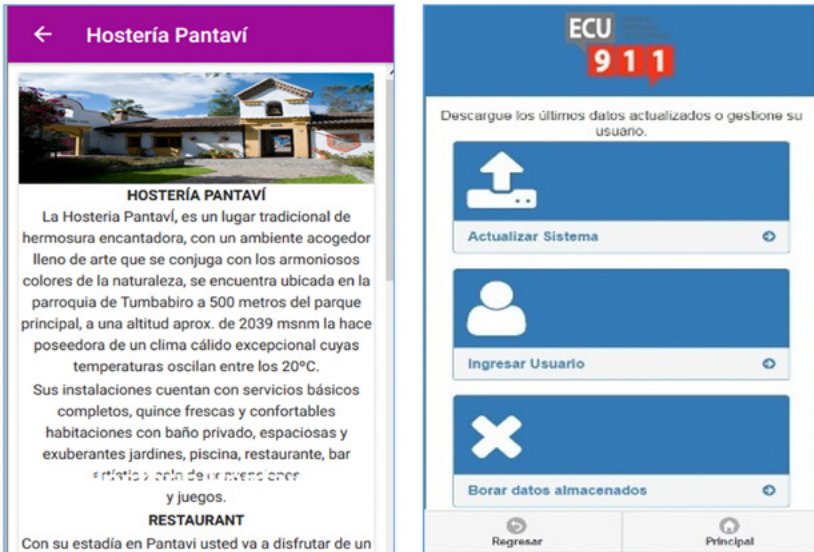 Hostería Pantaví
HOSTERÍA PANTAVÍ
La Hosteria Pantaví, es un lugar tradicional de
hermosura encantadora, con un ambiente acogedor
lleno de arte que se conjuga con los armoniosos
colores de la naturaleza, se encuentra ubicada en la
parroquia de Tumbabiro a 500 metros del parque
principal, a una altitud aprox. de 2039 msnm la hace
poseedora de un clima cálido excepcional cuyas
temperaturas oscilan entre los 20ºC.
Sus instalaciones cuentan con servicios básicos
completos, quince frescas y confortables
habitaciones con baño privado, espaciosas y
exuberantes jardines, piscina, restaurante, bar
y juegos.
RESTAURANT
Con su estadía en Pantavi usted va a disfrutar de un
ECU
911
Descargue los últimos datos actualizados o gestione su
usuario.
Actualizar Sistema
Ingresar Usuario
Borar datos almacenados
Regresar
Principal